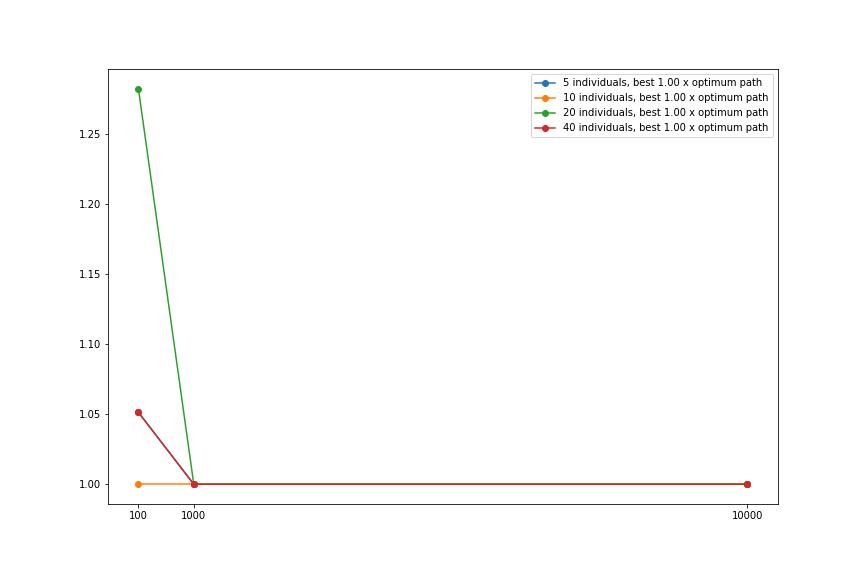 5 individuals, best 1.00 x optimum path
10 individuals, best 1.00 x optimum path
20 individuals, best 1.00 x optimum path
40 individuals, best 1.00 x optimum path
1.25
1.20
1.15
1.10
1.05
1.00
100
1000
10000